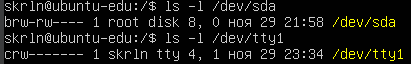 skrln@ubuntu-edu:/$ ls -l /dev/sda
brw-rw---- 1 root disk 8, 0 ноя 29 21:58 /dev/sda
skrln@ubuntu-edu:/$ ls -l /dev/tty1
crw------- 1 skrln tty 4, 1 ноя 29 23:34 /dev/tty1